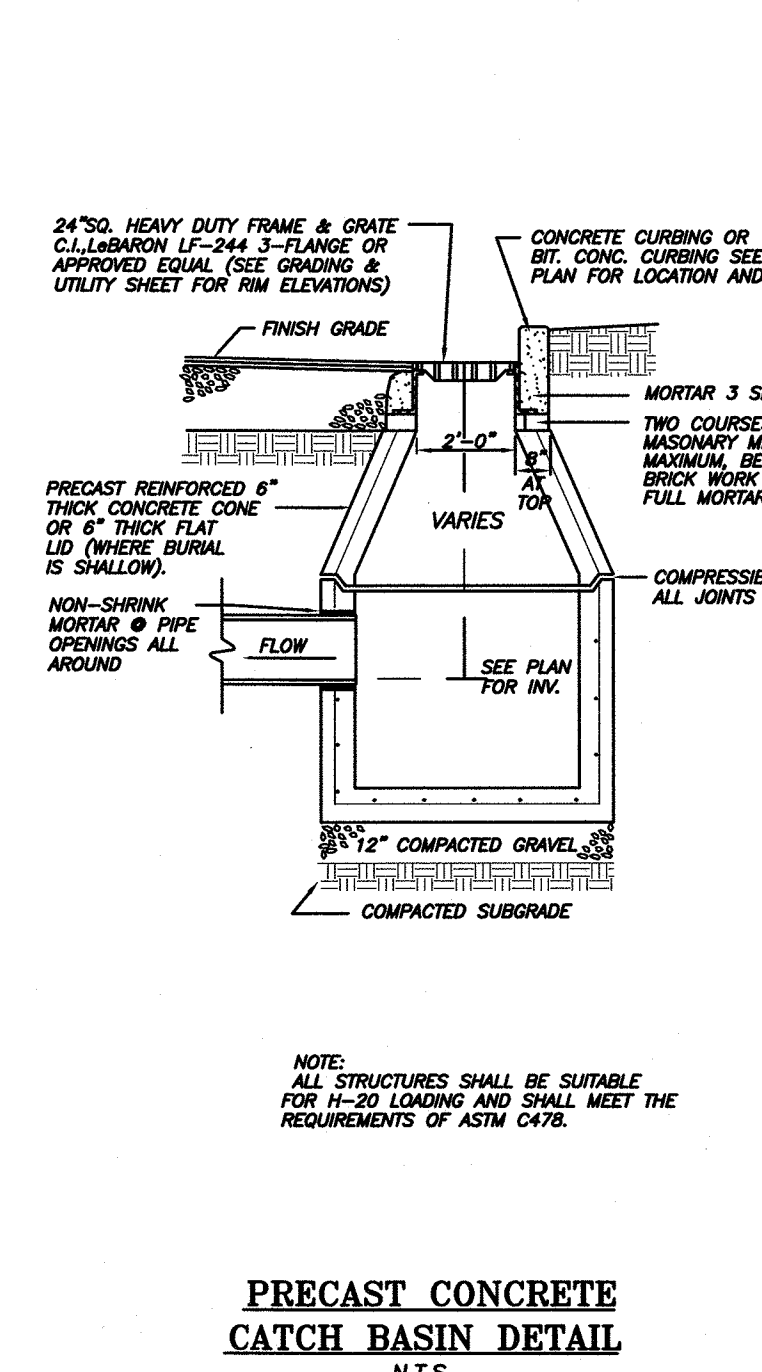 24"SQ. HEAVY DUTY FRAME & GRATE
C.I.,LeBARON LF-244 3-FLANGE OR
APPROVED EQUAL (SEE GRADING &
UTILITY SHEET FOR RIM ELEVATIONS)
CONCRETE CURBING OR
BIT. CONC. CURBING SEE
PLAN FOR LOCATION AND
FINISH GRADE
MORTAR 3
TWO
MASONARY
MAXIMUM,
BRICK WORK
FULL
2'-0"
8"
AT
TOP
PRECAST REINFORCED 6"
THICK CONCRETE CONE
OR 6" THICK FLAT
LID (WHERE BURIAL
IS SHALLOW).
VARIES
ALL JOINTS
NON-SHRINK
MORTAR @ PIPE
OPENINGS ALL
AROUND
FLOW
SEE PLAN
FOR INV.
12" COMPACTED GRAVEL
COMPACTED SUBGRADE
NOTE:
ALL STRUCTURES SHALL BE SUITABLE
FOR H-20 LOADING AND SHALL MEET THE
REQUIREMENTS OF ASTM C478.
PRECAST CONCRETE
CATCH BASIN DETAIL
N.T.S.